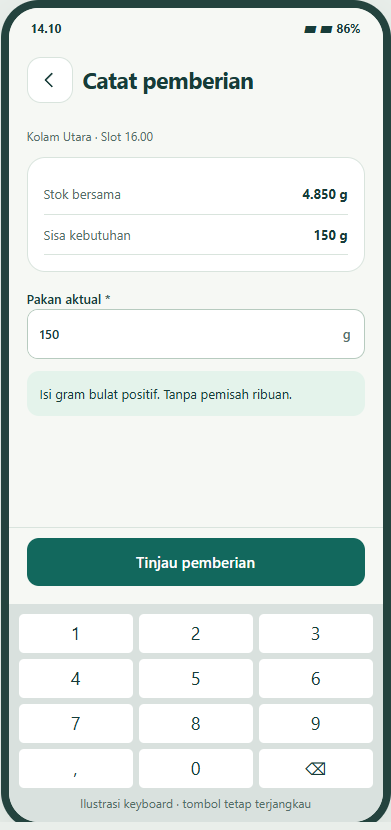 14.10
86%
Catat pemberian
Kolam Utara · Slot 16.00
Stok bersama 4.850 g
Sisa kebutuhan 150 g
Pakan aktual *
150 g
Isi gram bulat positif. Tanpa pemisah ribuan.
Tinjau pemberian
1 2 3
4 5 6
7 8 9
, 0 ⌫
Ilustrasi keyboard · tombol tetap terjangkau